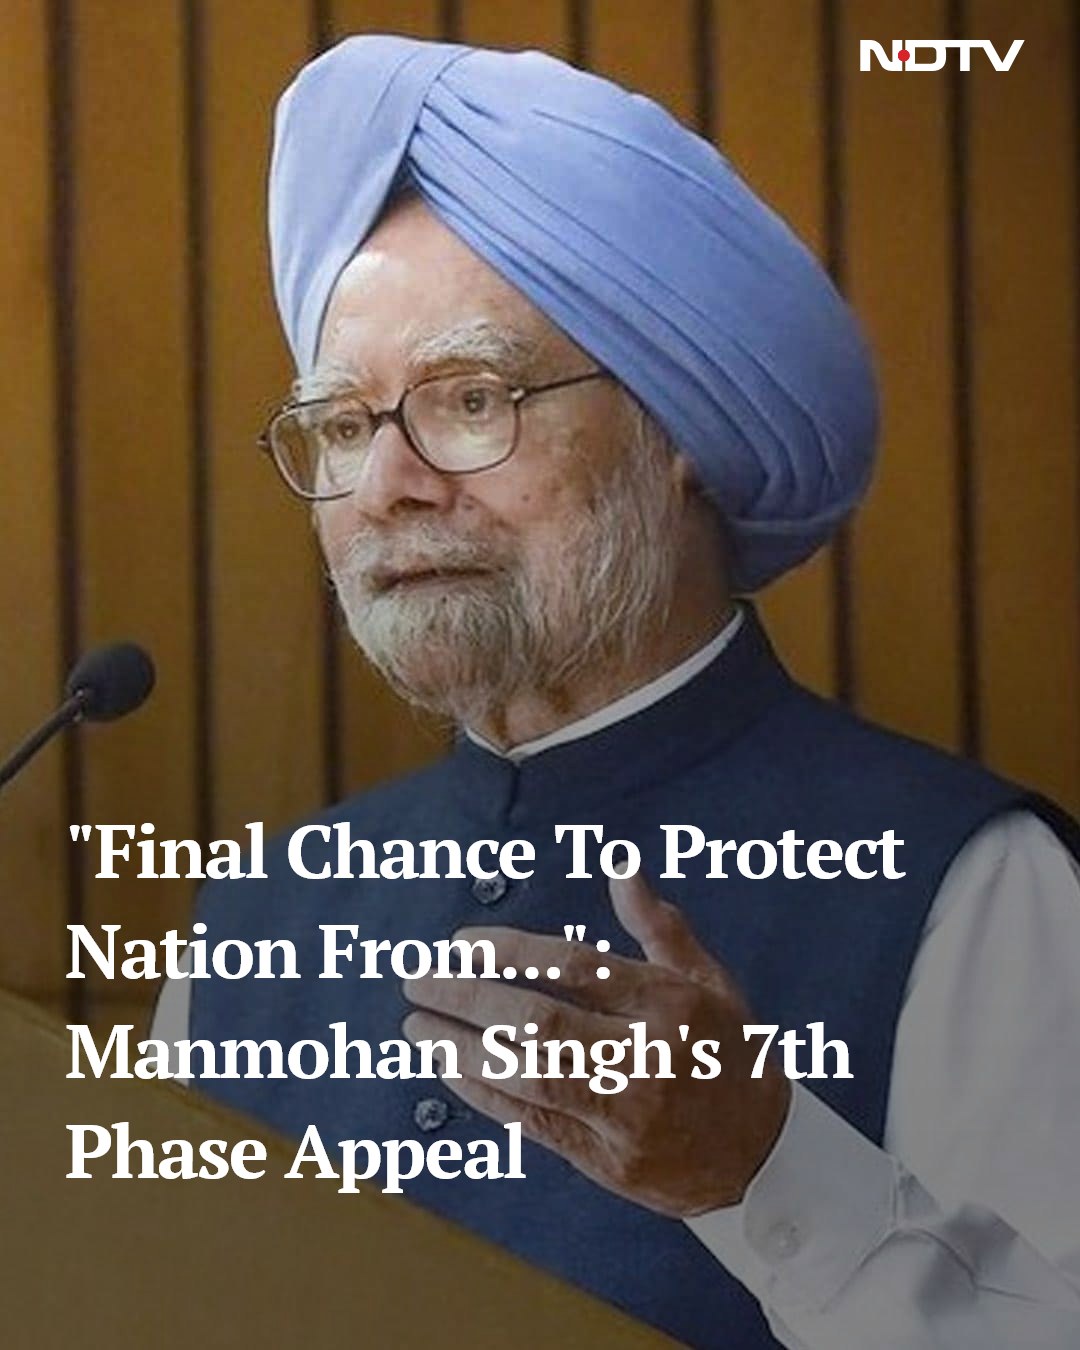 NDTV
"Final Chance To Protect
Nation From...":
Manmohan Singh's 7th
Phase Appeal